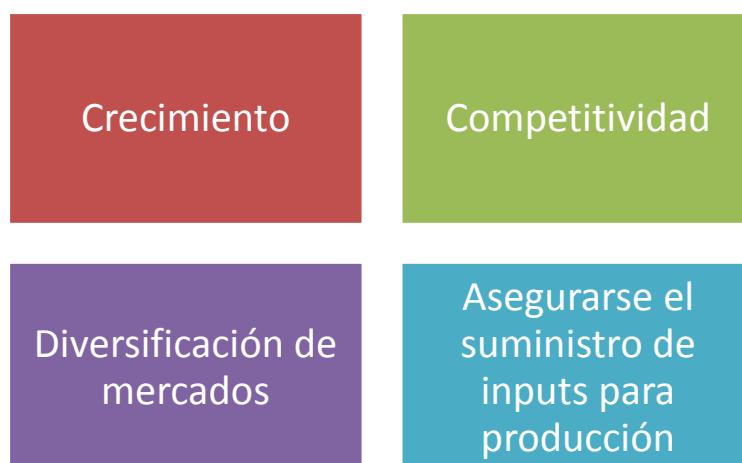 Crecimiento
Competitividad
Diversificación de
mercados
Asegurarse el
suministro de
inputs para
producción